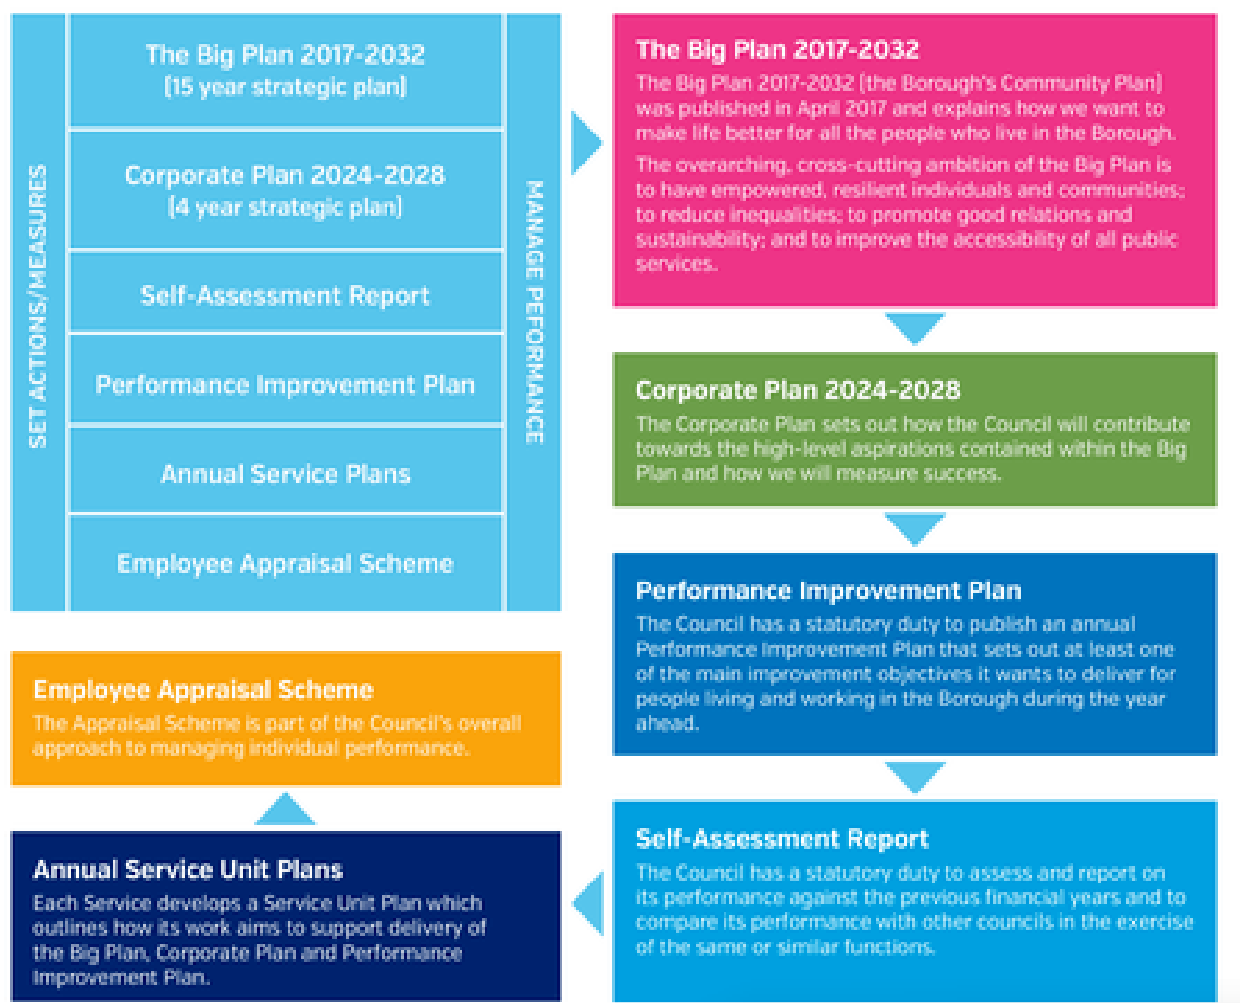 SET ACTIONS/MEASURES
The Big Plan 2017-2032
(15 year strategic plan)
Corporate Plan 2024-2028
(4 year strategic plan)
Self-Assessment Report
Performance Improvement Plan
Annual Service Plans
Employee Appraisal Scheme
MANAGE PEFORMANCE
The Big Plan 2017-2032
The Big Plan 2017-2032 (the Borough's Community Plan)
was published in April 2017 and explains how we want to
make life better for all the people who live in the Borough.
The overarching, cross-cutting ambition of the Big Plan is
to have empowered, resilient individuals and communities;
to reduce inequalities; to promote good relations and
sustainability; and to improve the accessibility of all public
services.
Corporate Plan 2024-2028
The Corporate Plan sets out how the Council will contribute
towards the high-level aspirations contained within the Big
Plan and how we will measure success.
Performance Improvement Plan
The Council has a statutory duty to publish an annual
Performance Improvement Plan that sets out at least one
of the main improvement objectives it wants to deliver for
people living and working in the Borough during the year
ahead.
Self-Assessment Report
The Council has a statutory duty to assess and report on
its performance against the previous financial years and to
compare its performance with other councils in the exercise
of the same or similar functions.
Annual Service Unit Plans
Each Service develops a Service Unit Plan which
outlines how its work aims to support delivery of
the Big Plan, Corporate Plan and Performance
Improvement Plan.
Employee Appraisal Scheme
The Appraisal Scheme is part of the Council's overall
approach to managing individual performance.